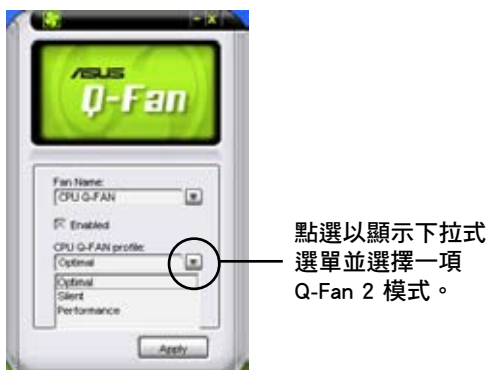 ASUS
Q-Fan
Fan Name:
CPU Q-FAN
Enabled
CPU Q-FAN profile:
Optimal
Optimal
Silent
Performance
Apply
點選以顯示下拉式
選單並選擇一項
Q-Fan 2 模式。